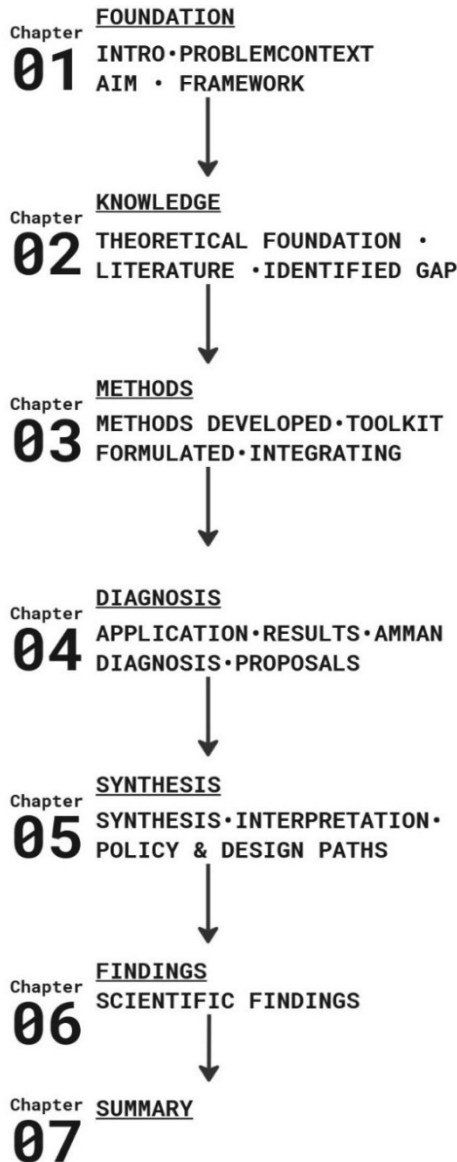 FOUNDATION
Chapter
01
INTRO•PROBLEMCONTEXT
AIM • FRAMEWORK
KNOWLEDGE
Chapter
02
THEORETICAL FOUNDATION •
LITERATURE •IDENTIFIED GAP
METHODS
Chapter
03
METHODS DEVELOPED•TOOLKIT
FORMULATED•INTEGRATING
DIAGNOSIS
Chapter
04
APPLICATION•RESULTS•AMMAN
DIAGNOSIS•PROPOSALS
SYNTHESIS
Chapter
05
SYNTHESIS•INTERPRETATION•
POLICY & DESIGN PATHS
FINDINGS
Chapter
06
SCIENTIFIC FINDINGS
Chapter
07
SUMMARY